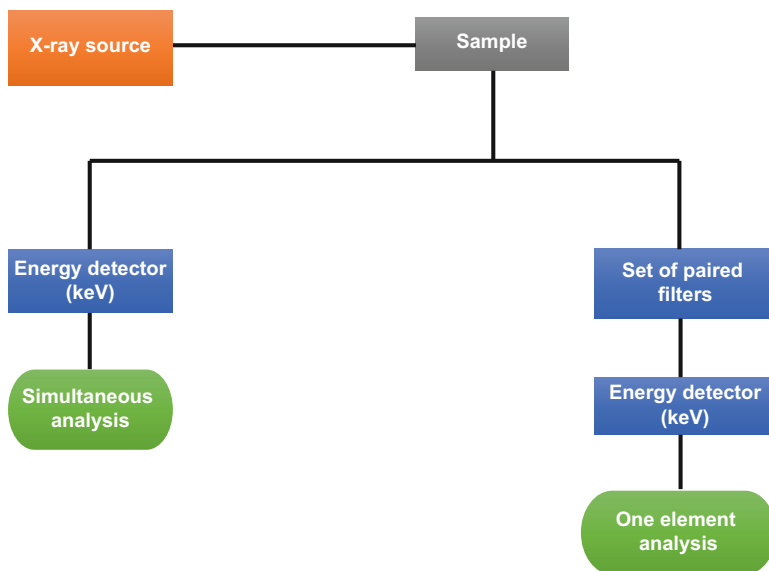 X-ray source
Sample
Energy detector
(keV)
Set of paired
filters
Simultaneous
analysis
Energy detector
(keV)
One element
analysis